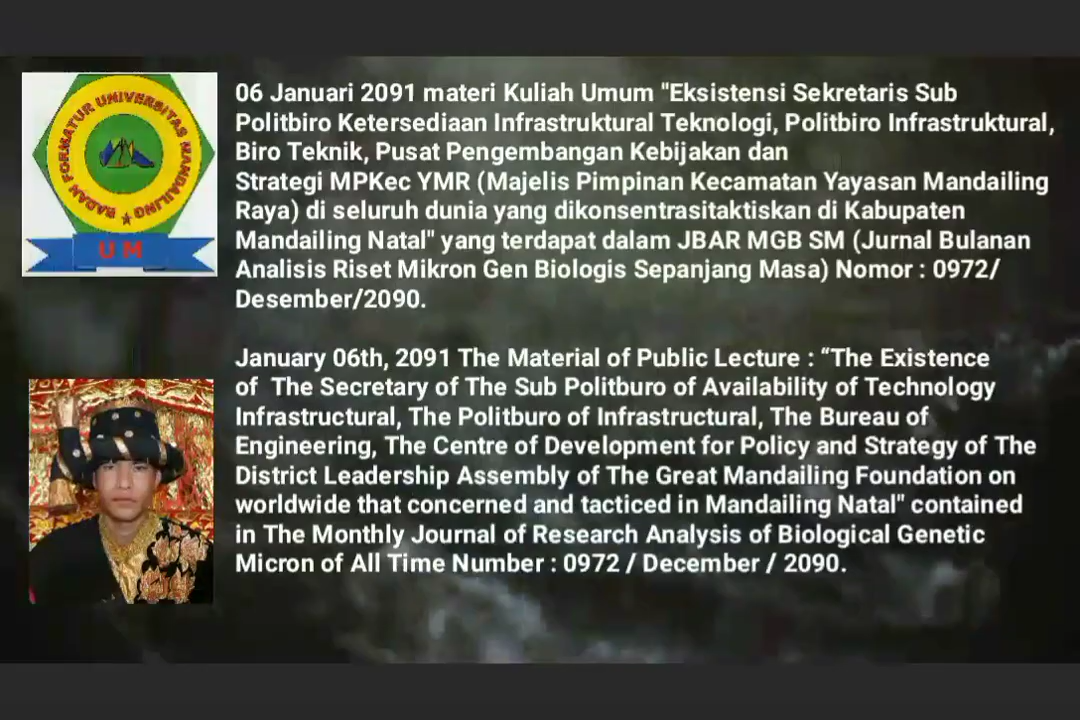 BADAN FORMATUR UNIVERSITAS MANDAILING
U M
06 Januari 2091 materi Kuliah Umum "Eksistensi Sekretaris Sub
Politbiro Ketersediaan Infrastruktural Teknologi, Politbiro Infrastruktural,
Biro Teknik, Pusat Pengembangan Kebijakan dan
Strategi MPKec YMR (Majelis Pimpinan Kecamatan Yayasan Mandailing
Raya) di seluruh dunia yang dikonsentrasitaktiskan di Kabupaten
Mandailing Natal" yang terdapat dalam JBAR MGB SM (Jurnal Bulanan
Analisis Riset Mikron Gen Biologis Sepanjang Masa) Nomor : 0972/
Desember/2090.
January 06th, 2091 The Material of Public Lecture : “The Existence
of The Secretary of The Sub Politburo of Availability of Technology
Infrastructural, The Politburo of Infrastructural, The Bureau of
Engineering, The Centre of Development for Policy and Strategy of The
District Leadership Assembly of The Great Mandailing Foundation on
worldwide that concerned and tacticed in Mandailing Natal" contained
in The Monthly Journal of Research Analysis of Biological Genetic
Micron of All Time Number : 0972 / December / 2090.